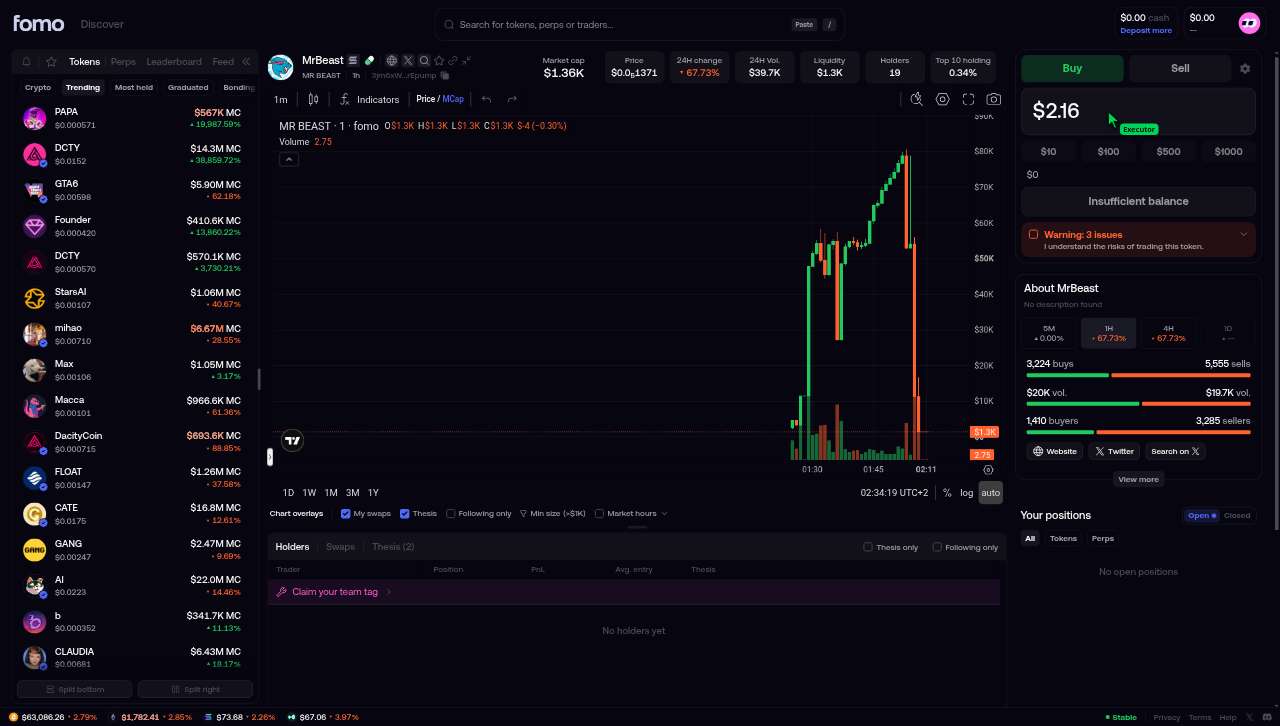 fomo
Discover
Search for tokens, perps or traders...
Paste
/
$0.00 cash
Deposit more
$0.00
—
Tokens Perps Leaderboard Feed
Crypto Trending Most held Graduated Bonding
PAPA $567K MC
$0.000571 19,987.59%
DCTY $14.3M MC
$0.0152 38,859.72%
GTA6 $5.90M MC
$0.00598 62.18%
Founder $410.6K MC
$0.000420 13,860.22%
DCTY $570.1K MC
$0.000570 3,730.21%
StarsAI $1.06M MC
$0.00107 40.67%
mihao $6.67M MC
$0.00710 28.55%
Max $1.05M MC
$0.00106 3.17%
Macca $966.6K MC
$0.00101 61.36%
DacityCoin $693.6K MC
$0.000715 88.85%
FLOAT $1.26M MC
$0.00147 37.58%
CATE $16.8M MC
$0.0175 12.61%
GANG
GANG $2.47M MC
$0.00247 9.69%
AI $22.0M MC
$0.0223 14.46%
b $341.7K MC
$0.000352 11.13%
CLAUDIA $6.43M MC
$0.00681 18.17%
Split bottom Split right
MrBeast
MR BEAST 1h 3jm6xW...rEpump
Market cap
$1.36K
Price
$0.0₅1371
24H change
67.73%
24H Vol.
$39.7K
Liquidity
$1.3K
Holders
19
Top 10 holding
0.34%
1m Indicators Price / MCap
MR BEAST · 1 · fomo O$1.3K H$1.3K L$1.3K C$1.3K $-4 (−0.30%)
Volume 2.75
$90K
$80K
$70K
$60K
$50K
$40K
$30K
$20K
$10K
$1.3K
$0
2.75
01:30 01:45 02:11
1D 1W 1M 3M 1Y
02:34:19 UTC+2 % log auto
Chart overlays My swaps Thesis Following only Min size (>$1K) Market hours
Holders Swaps Thesis (2)
Thesis only Following only
Trader Position PnL Avg. entry Thesis
Claim your team tag
No holders yet
Buy Sell
$2.16
Executor
$10 $100 $500 $1000
$0
Insufficient balance
Warning: 3 issues
I understand the risks of trading this token.
About MrBeast
No description found
5M 1H 4H 1D
0.00% 67.73% 67.73% —
3,224 buys 5,555 sells
$20K vol. $19.7K vol.
1,410 buyers 3,285 sellers
Website Twitter Search on X
View more
Your positions Open Closed
All Tokens Perps
No open positions
$63,086.26 2.79% $1,782.41 2.85% $73.68 2.26% $67.06 3.97%
Stable Privacy Terms Help